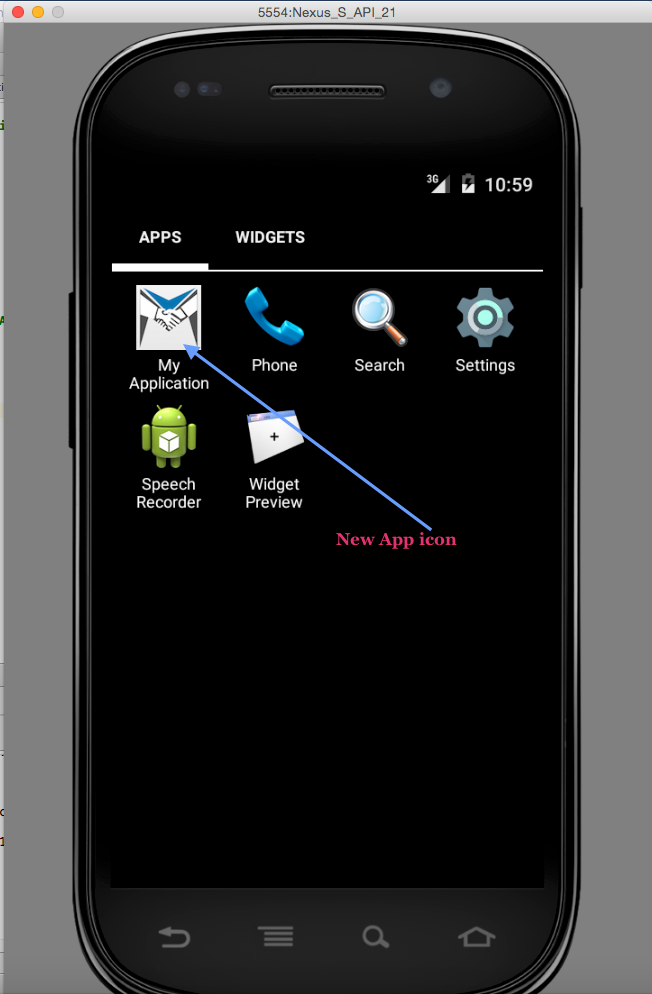 5554:Nexus_S_API_21
3G 10:59
APPS WIDGETS
My Phone Search Settings
Application
Speech Widget
Recorder Preview
New App icon